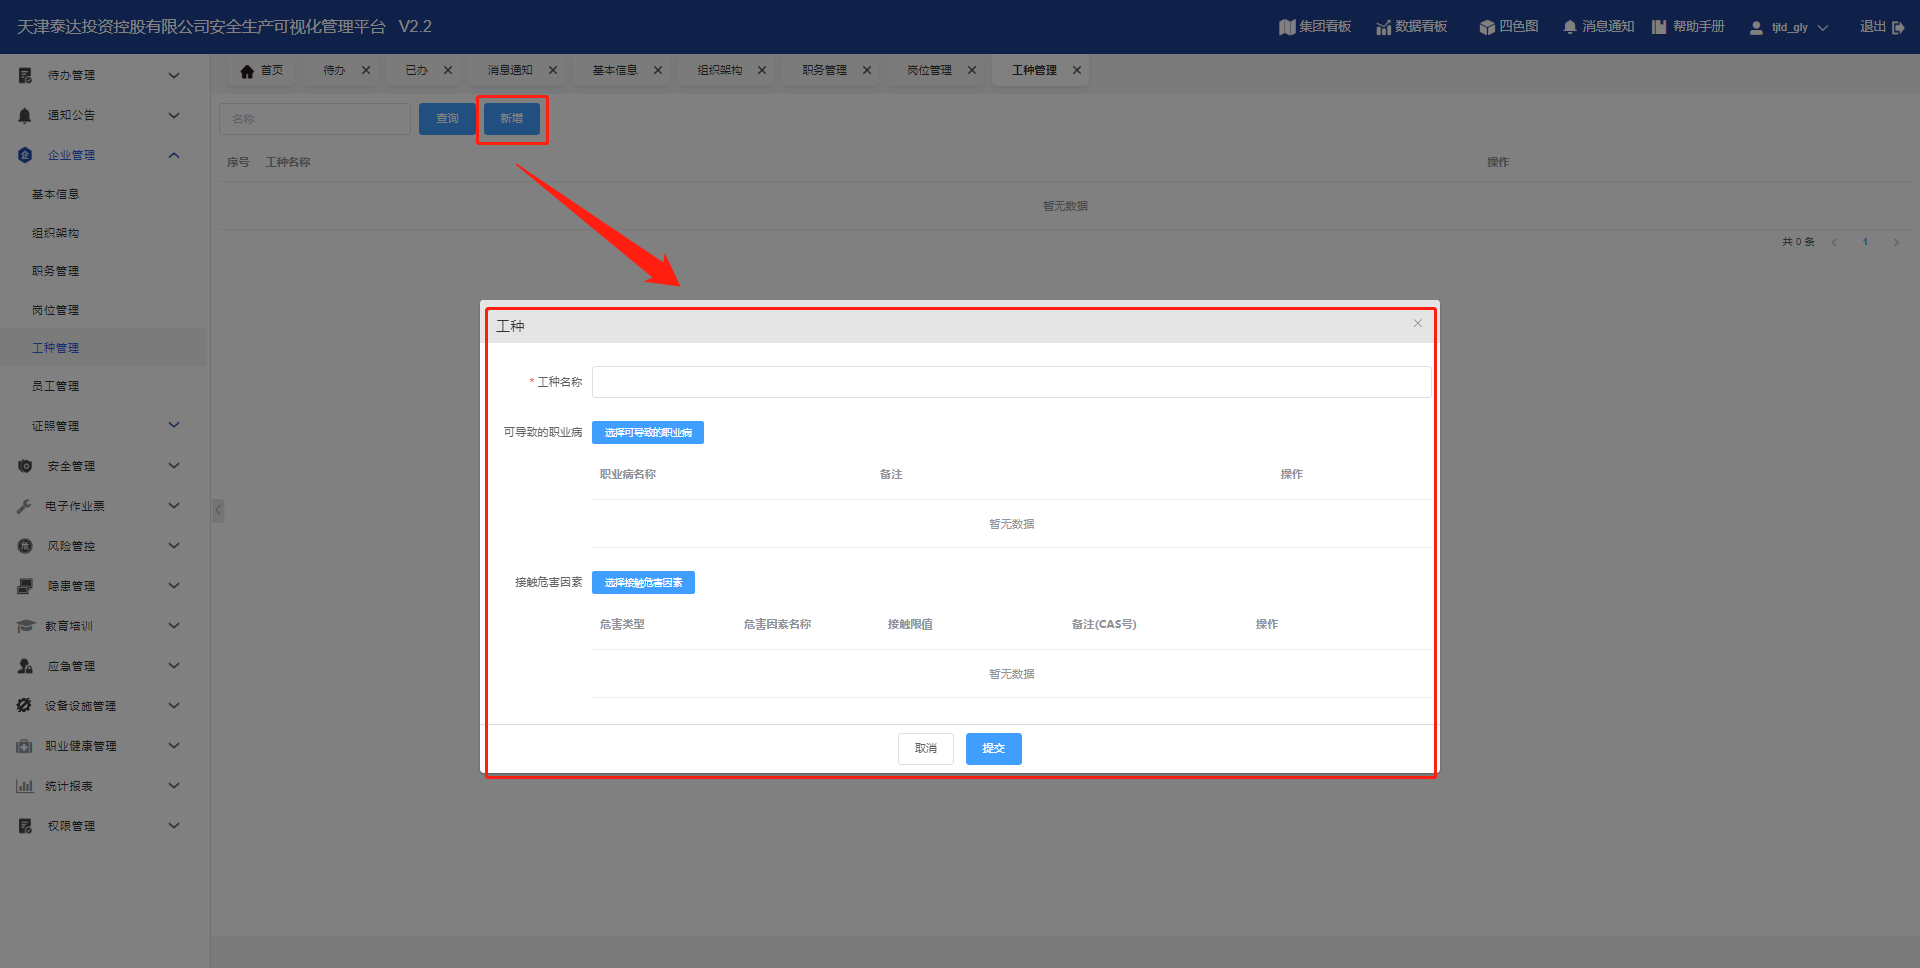 天津泰达投资控股有限公司安全生产可视化管理平台 V2.2
集团看板 数据看板 四色图 消息通知 帮助手册 tjtd_gly 退出
首页 待办 已办 消息通知 基本信息 组织架构 职务管理 岗位管理 工种管理
待办管理
通知公告
企业管理
基本信息
组织架构
职务管理
岗位管理
工种管理
员工管理
证照管理
安全管理
电子作业票
风险管控
隐患管理
教育培训
应急管理
设备设施管理
职业健康管理
统计报表
权限管理
名称 查询 新增
序号 工种名称 操作
暂无数据
共 0 条 1
工种
* 工种名称
可导致的职业病 选择可导致的职业病
职业病名称 备注 操作
暂无数据
接触危害因素 选择接触危害因素
危害类型 危害因素名称 接触限值 备注(CAS号) 操作
暂无数据
取消 提交